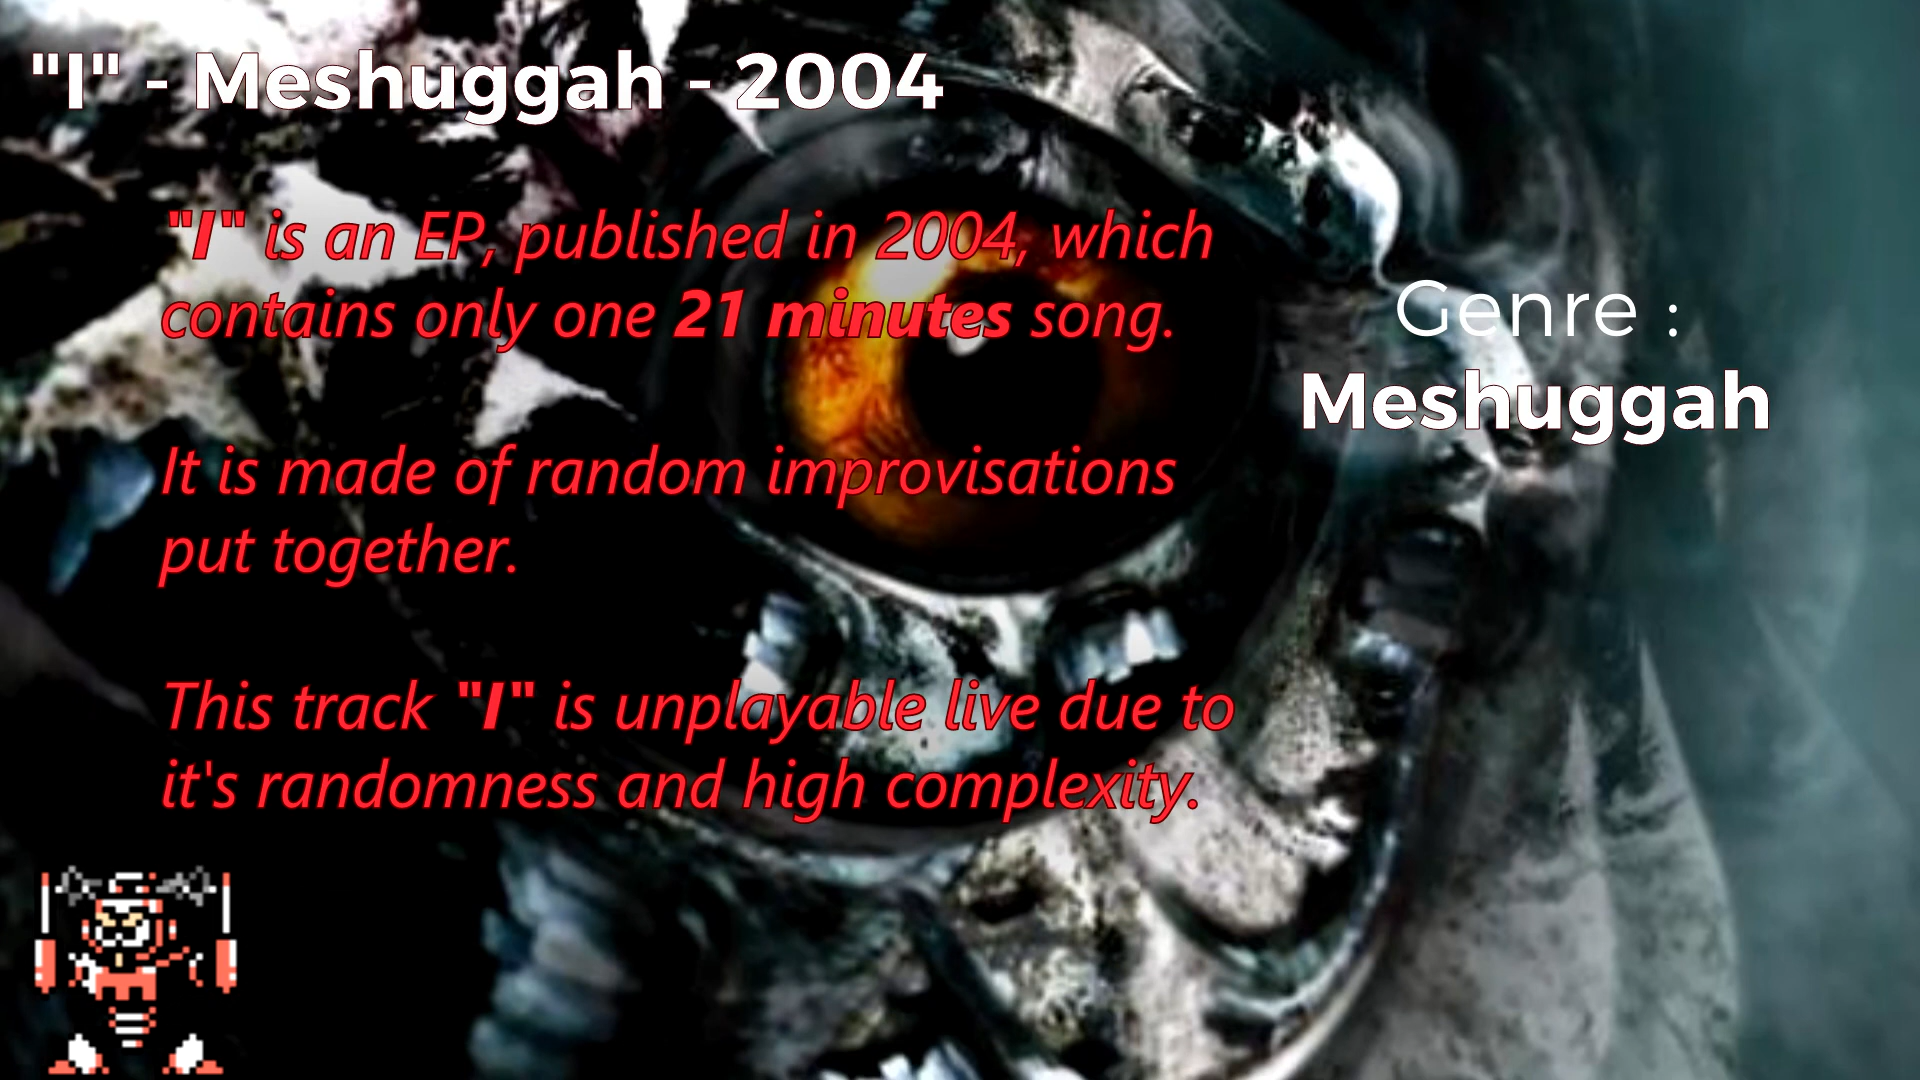 "I" - Meshuggah - 2004
"I" is an EP, published in 2004, which
contains only one 21 minutes song.
It is made of random improvisations
put together.
This track "I" is unplayable live due to
it's randomness and high complexity.
Genre :
Meshuggah